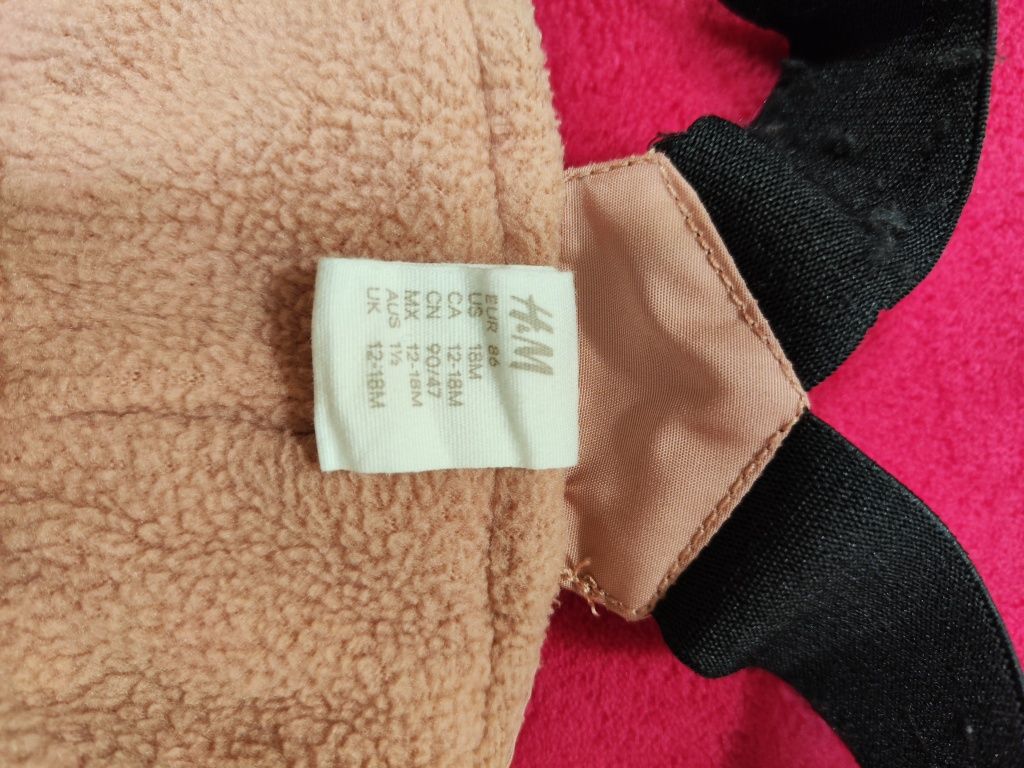 H&M
EUR 86
US 18M
CA 12-18M
CN 90/47
MX 12-18M
AUS 1½
UK 12-18M